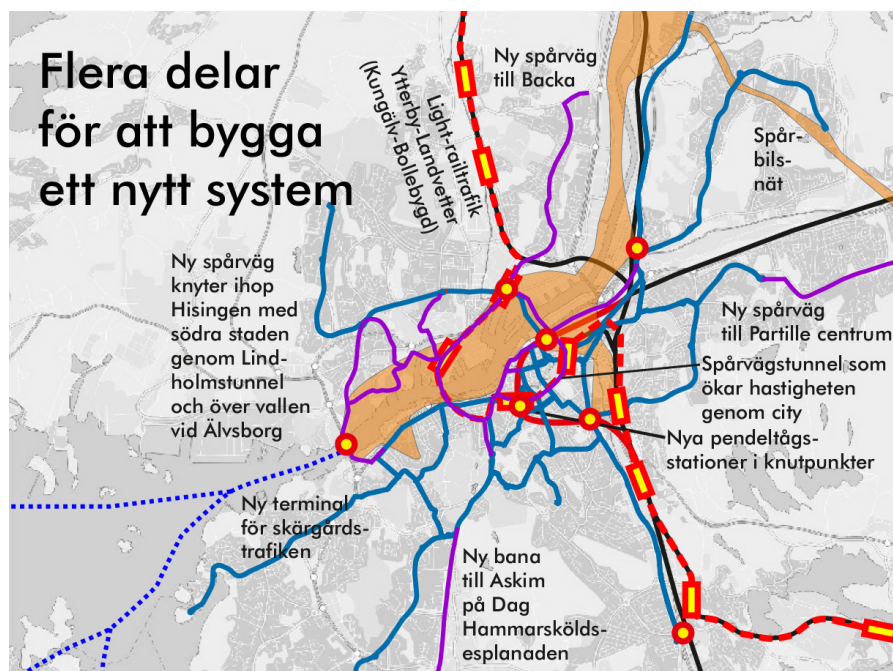 Flera delar
för att bygga
ett nytt system
Light-railtrafik
Ytterby-Landvetter
(Kungälv-Bollebygd)
Ny spårväg
till Backa
Spår-
bils-
nät
Ny spårväg
knyter ihop
Hisingen med
södra staden
genom Lind-
holmstunnel
och över vallen
vid Älvsborg
Ny spårväg
till Partille centrum
Spårvägstunnel som
ökar hastigheten
genom city
Nya pendeltågs-
stationer i knutpunkter
Ny terminal
för skärgårds-
trafiken
Ny bana
till Askim
på Dag
Hammarskölds-
esplanaden